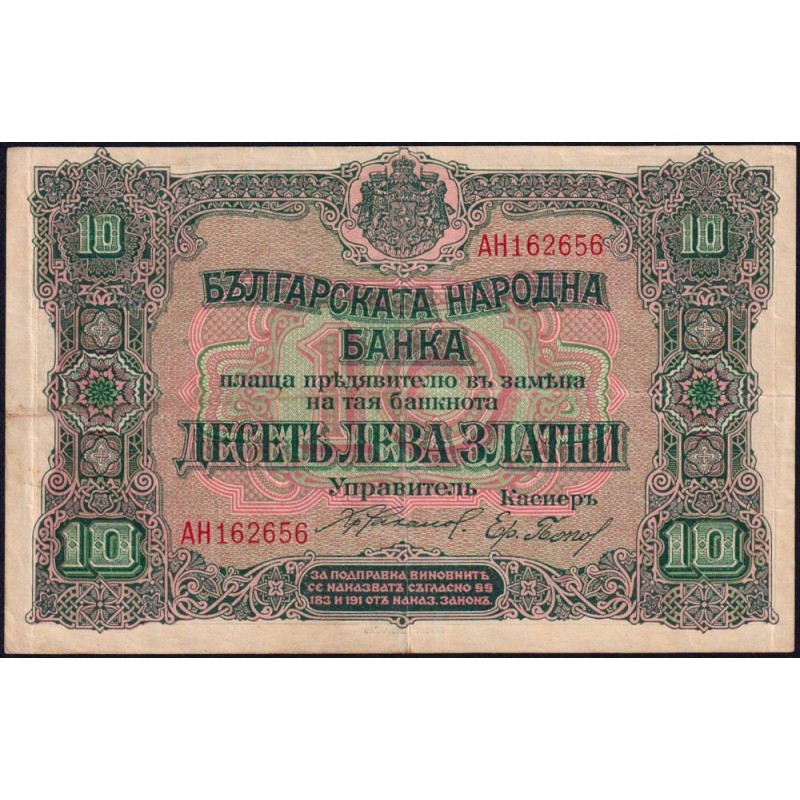 10 10
АН162656
БЪЛГАРСКАТА НАРОДНА
БАНКА
10
плаща прѣдявителю въ замѣна
на тая банкнота
ДЕСЕТЬ ЛЕВА ЗЛАТНИ
Управитель Касиеръ
АН162656
10 10
ЗА ПОДПРАВКА ВИНОВНИТѢ
СЕ НАКАЗВАТЪ СЪГЛАСНО §§
183 И 191 ОТЪ НАКАЗ. ЗАКОНЪ.